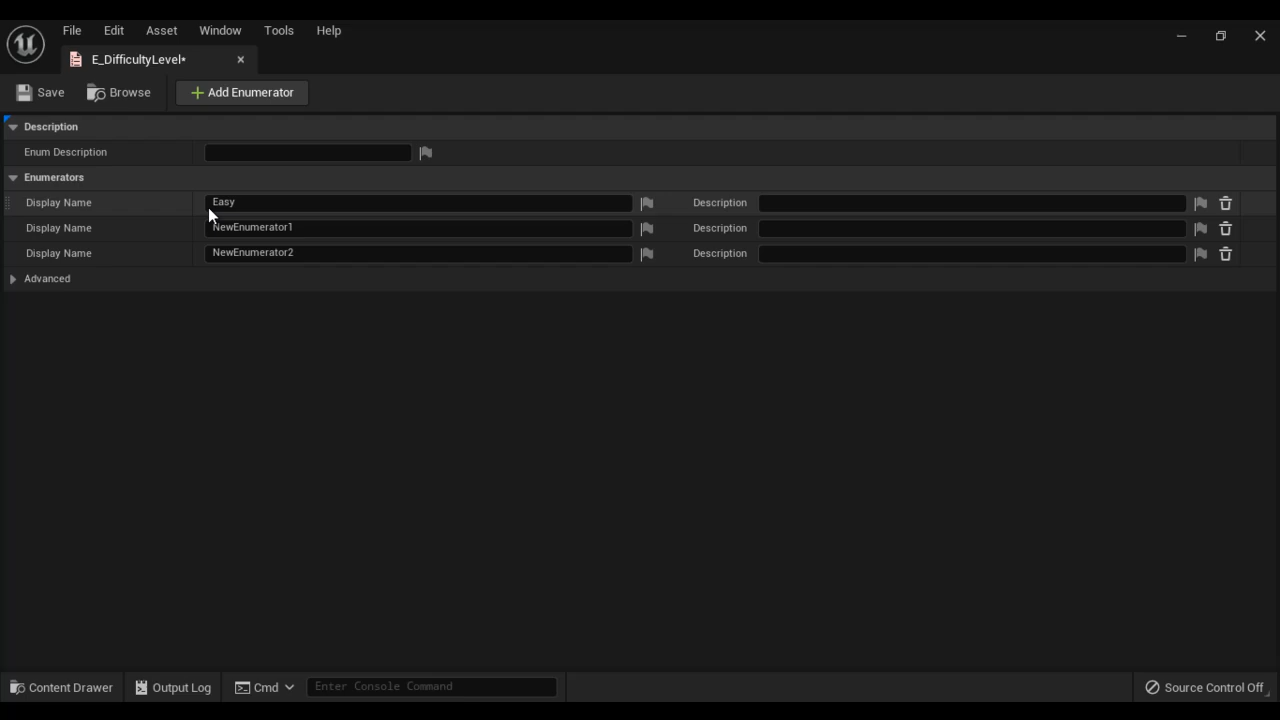 File Edit Asset Window Tools Help
E_DifficultyLevel*
Save Browse Add Enumerator
Description
Enum Description
Enumerators
Display Name Easy Description
Display Name NewEnumerator1 Description
Display Name NewEnumerator2 Description
Advanced
Content Drawer Output Log Cmd Enter Console Command Source Control Off